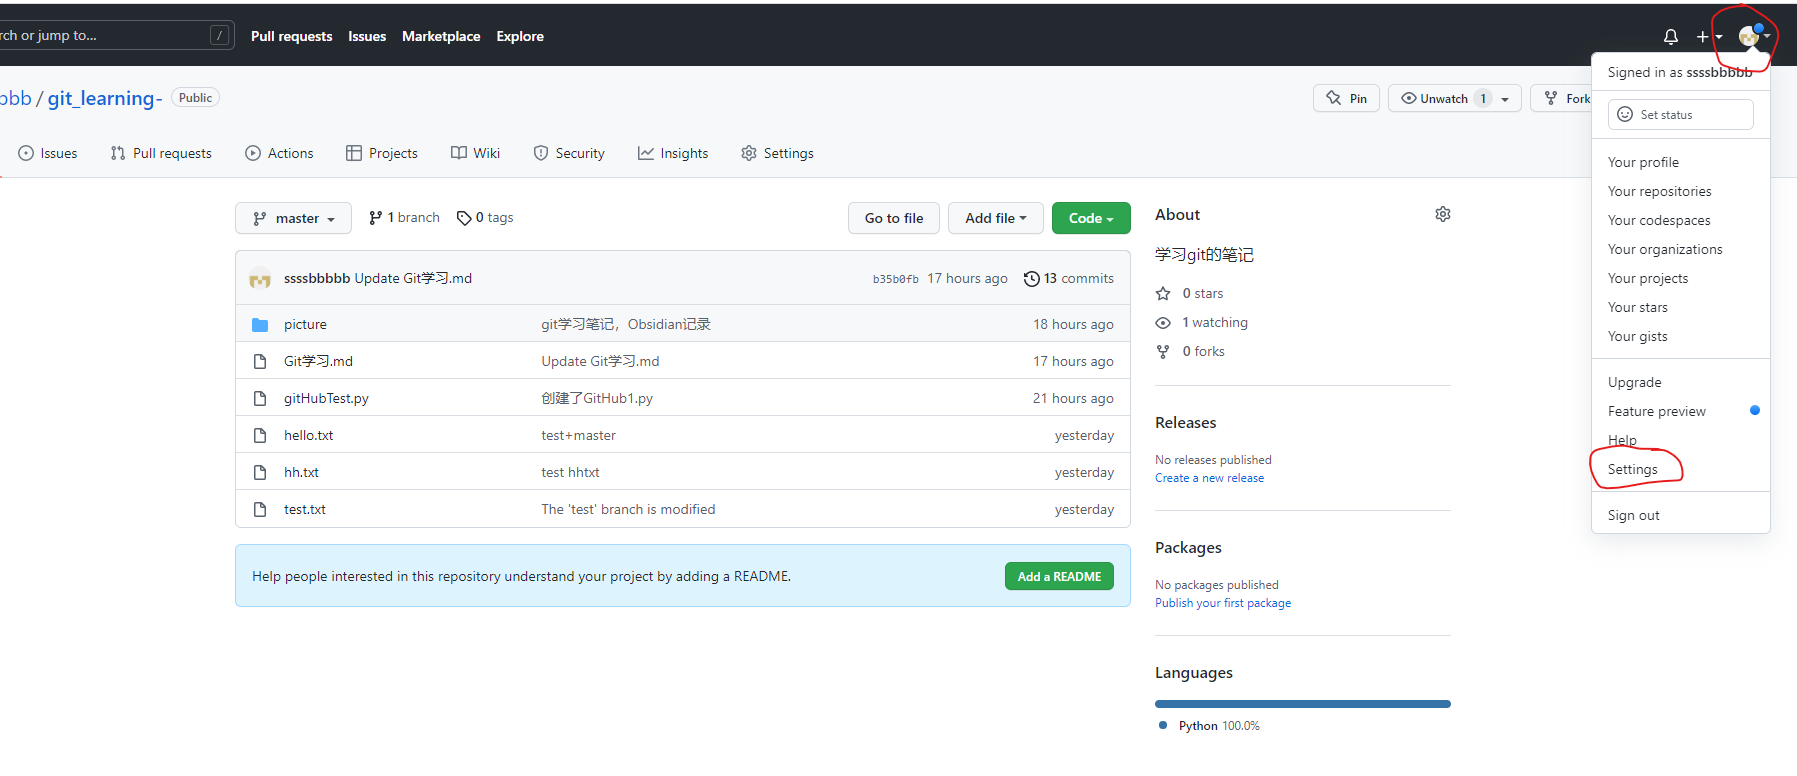 rch or jump to... /
Pull requests Issues Marketplace Explore
Signed in as ssssbbbbb
bbb / git_learning- Public
Pin Unwatch 1 Fork
Set status
Issues Pull requests Actions Projects Wiki Security Insights Settings
Your profile
Your repositories
Your codespaces
Your organizations
Your projects
Your stars
Your gists
Upgrade
Feature preview
Help
Settings
Sign out
master 1 branch 0 tags Go to file Add file Code
ssssbbbbb Update Git学习.md b35b0fb 17 hours ago 13 commits
picture git学习笔记，Obsidian记录 18 hours ago
Git学习.md Update Git学习.md 17 hours ago
gitHubTest.py 创建了GitHub1.py 21 hours ago
hello.txt test+master yesterday
hh.txt test hhtxt yesterday
test.txt The 'test' branch is modified yesterday
Help people interested in this repository understand your project by adding a README. Add a README
About
学习git的笔记
0 stars
1 watching
0 forks
Releases
No releases published
Create a new release
Packages
No packages published
Publish your first package
Languages
Python 100.0%